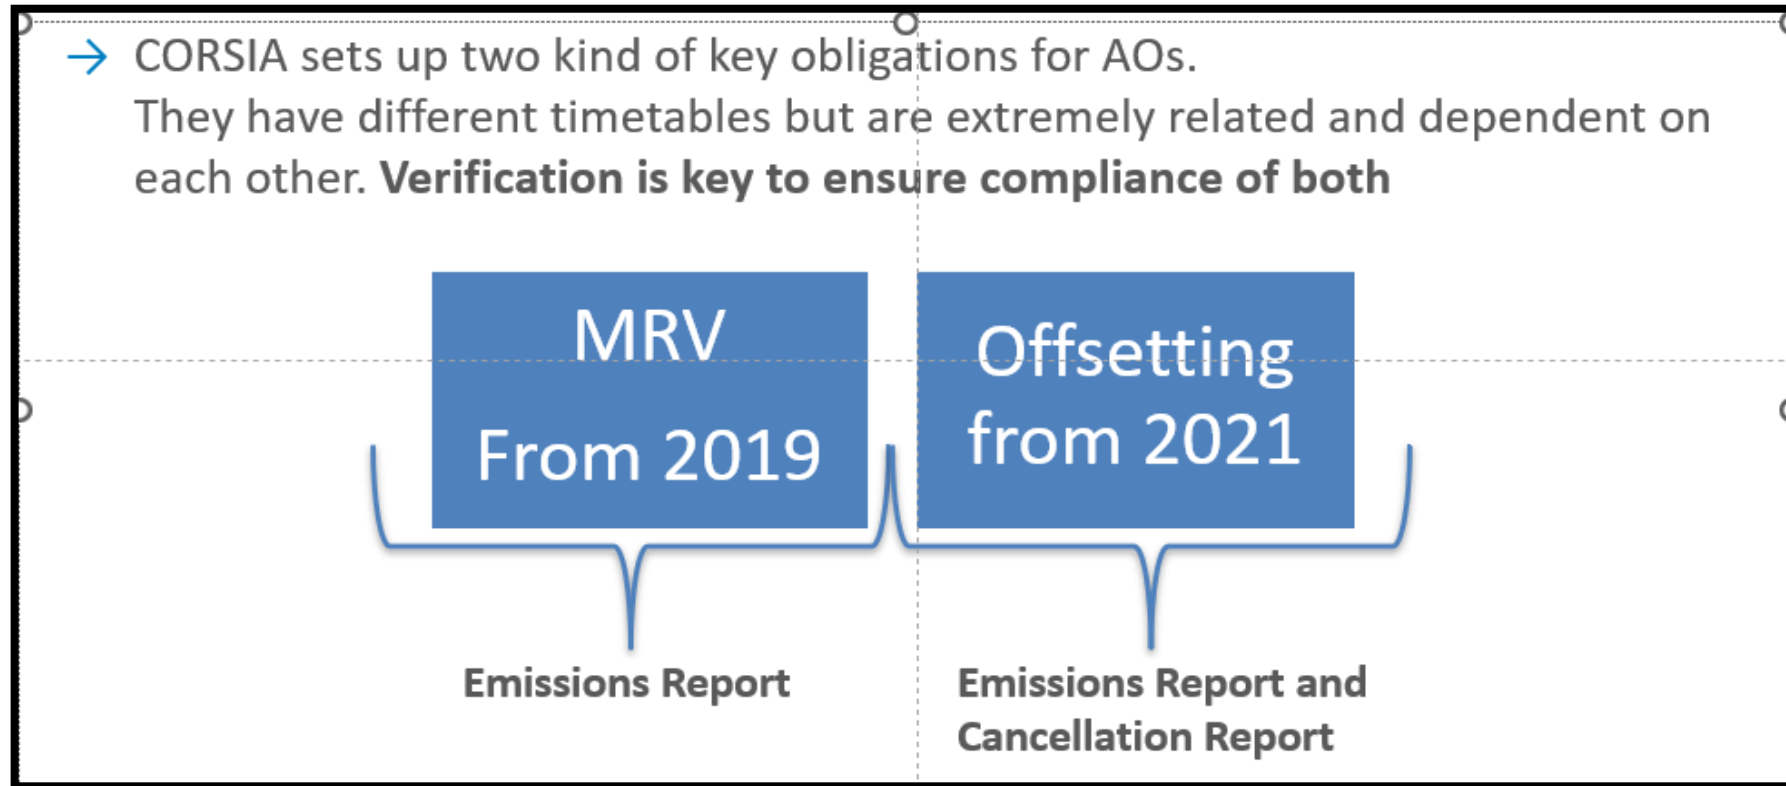 → CORSIA sets up two kind of key obligations for AOs.
They have different timetables but are extremely related and dependent on
each other. Verification is key to ensure compliance of both
MRV
From 2019
Offsetting
from 2021
Emissions Report
Emissions Report and
Cancellation Report